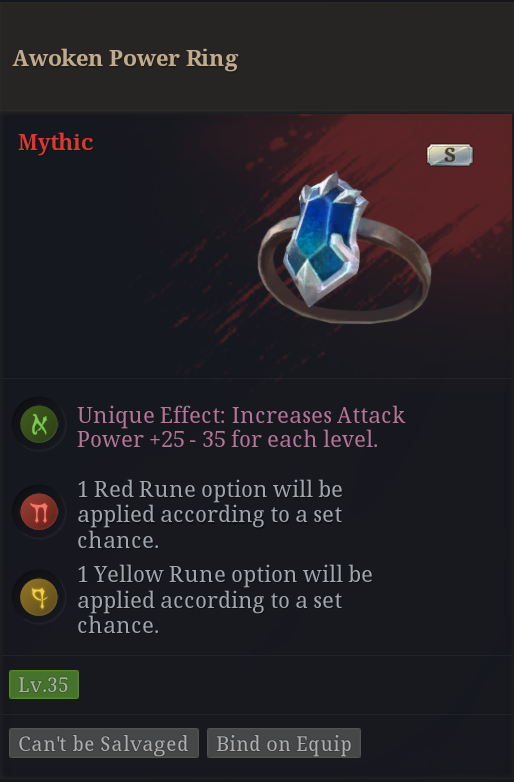 Awoken Power Ring
Mythic
S
Unique Effect: Increases Attack
Power +25 - 35 for each level.
1 Red Rune option will be
applied according to a set
chance.
1 Yellow Rune option will be
applied according to a set
chance.
Lv.35
Can't be Salvaged
Bind on Equip